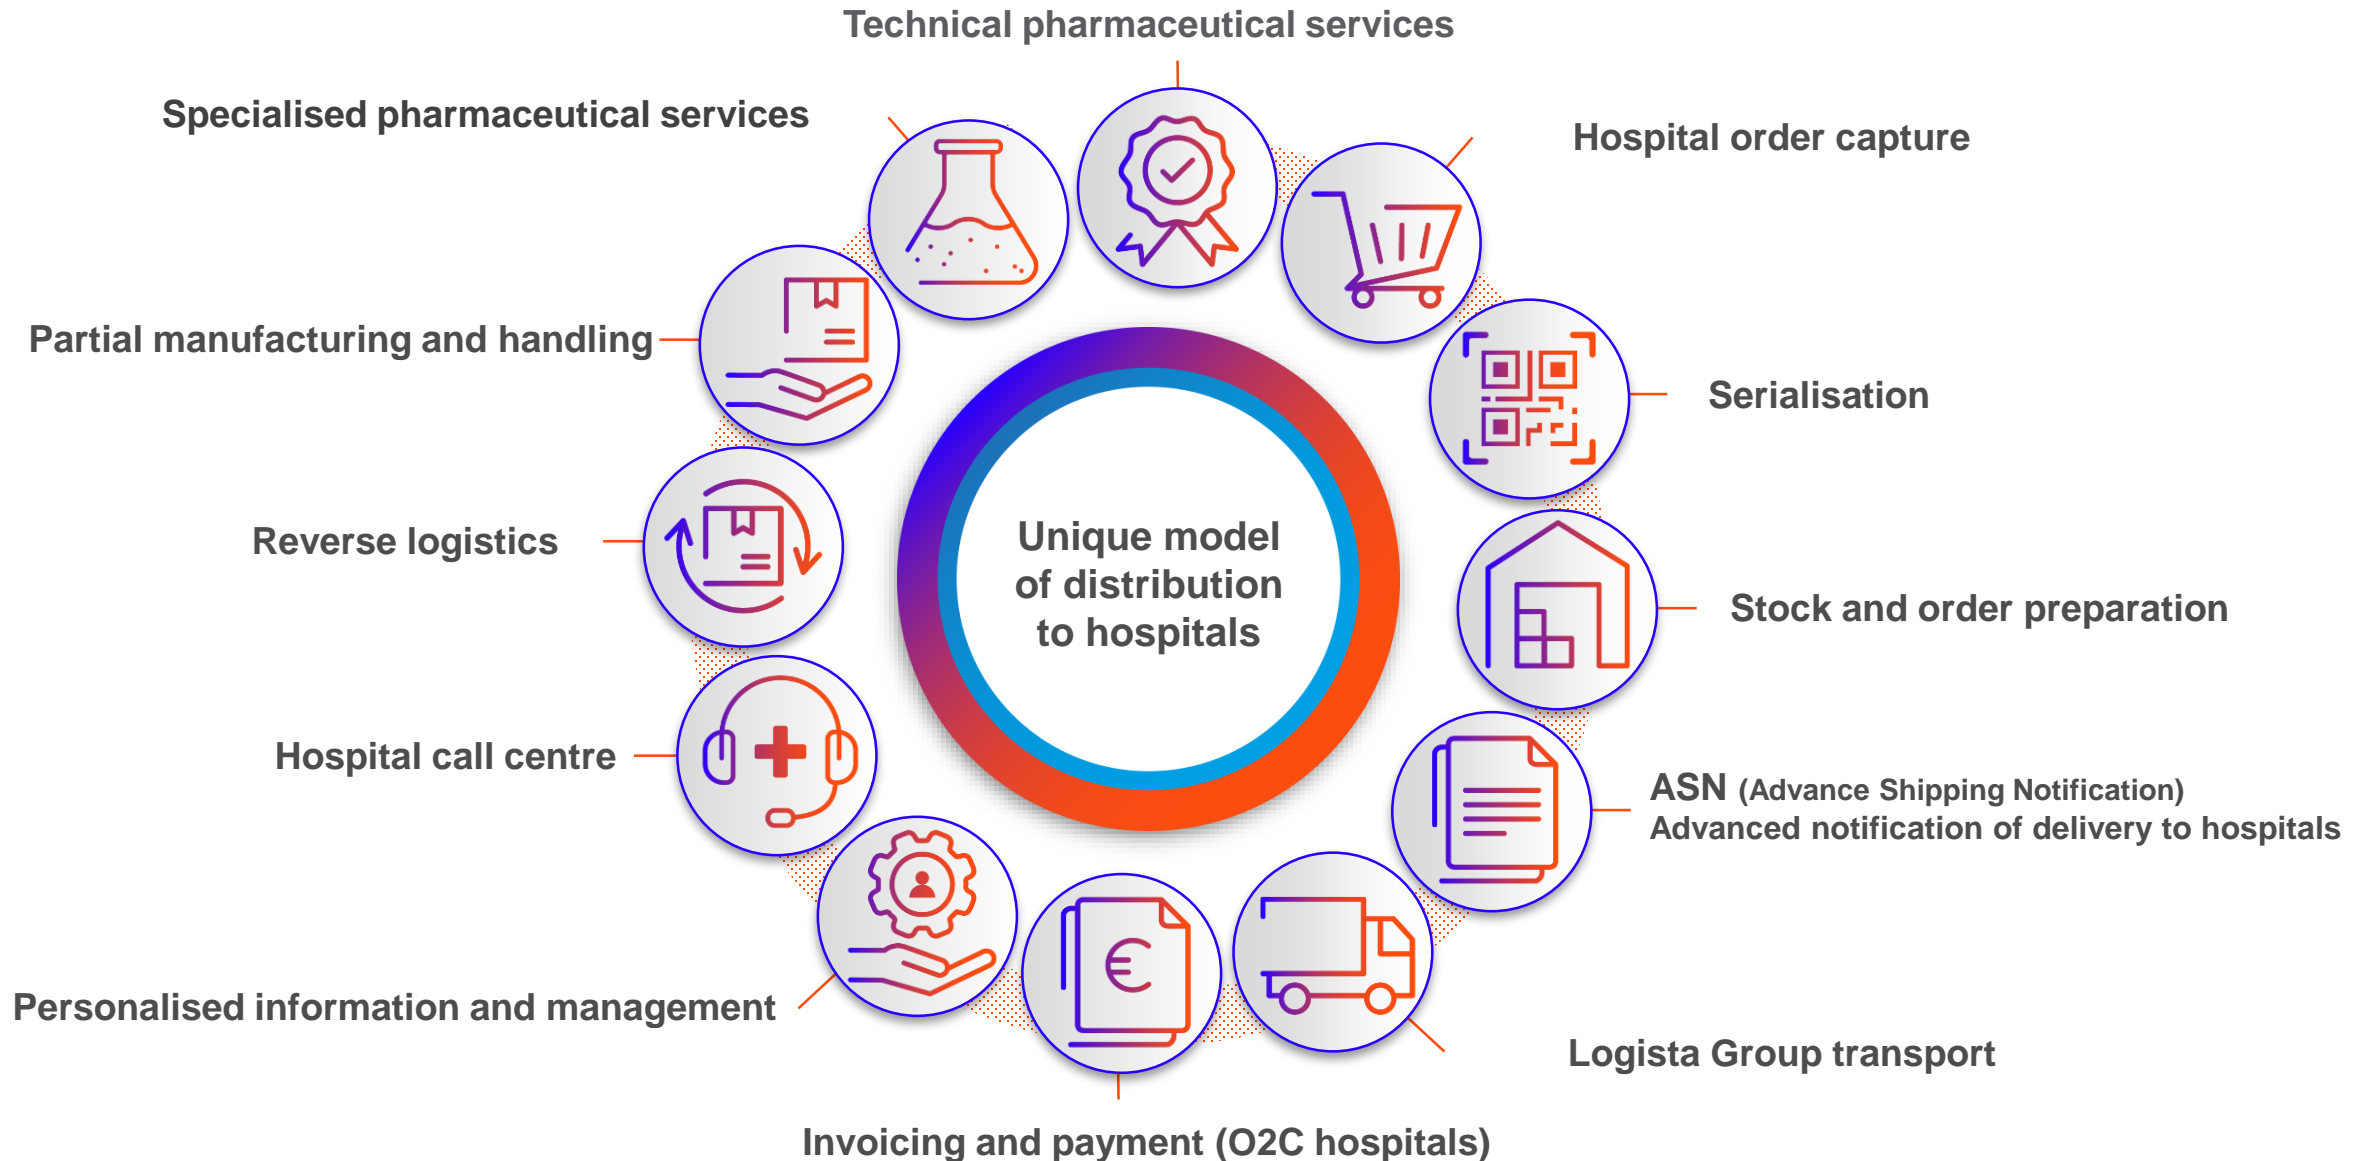 Technical pharmaceutical services
Specialised pharmaceutical services
Hospital order capture
Partial manufacturing and handling
Serialisation
Reverse logistics
Unique model
of distribution
to hospitals
Stock and order preparation
Hospital call centre
ASN (Advance Shipping Notification)
Advanced notification of delivery to hospitals
Personalised information and management
Logista Group transport
Invoicing and payment (O2C hospitals)